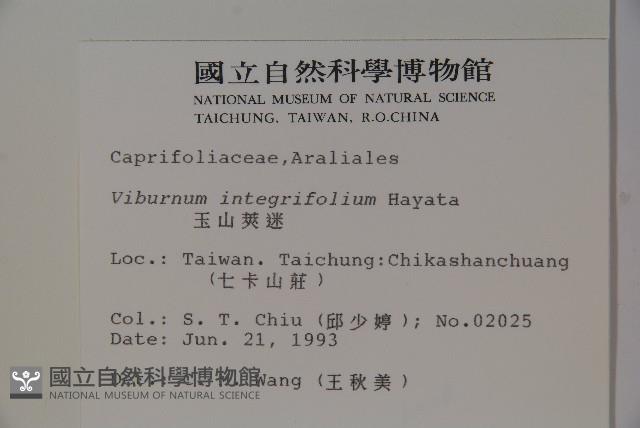 國立自然科學博物館
NATIONAL MUSEUM OF NATURAL SCIENCE
TAICHUNG, TAIWAN, R.O.CHINA
Caprifoliaceae,Araliales
Viburnum integrifolium Hayata
玉山莢迷
Loc.: Taiwan. Taichung:Chikashanchuang
(七卡山莊)
Col.: S. T. Chiu (邱少婷); No.02025
Date: Jun. 21, 1993
Wang (王秋美)
國立自然科學博物館
NATIONAL MUSEUM OF NATURAL SCIENCE